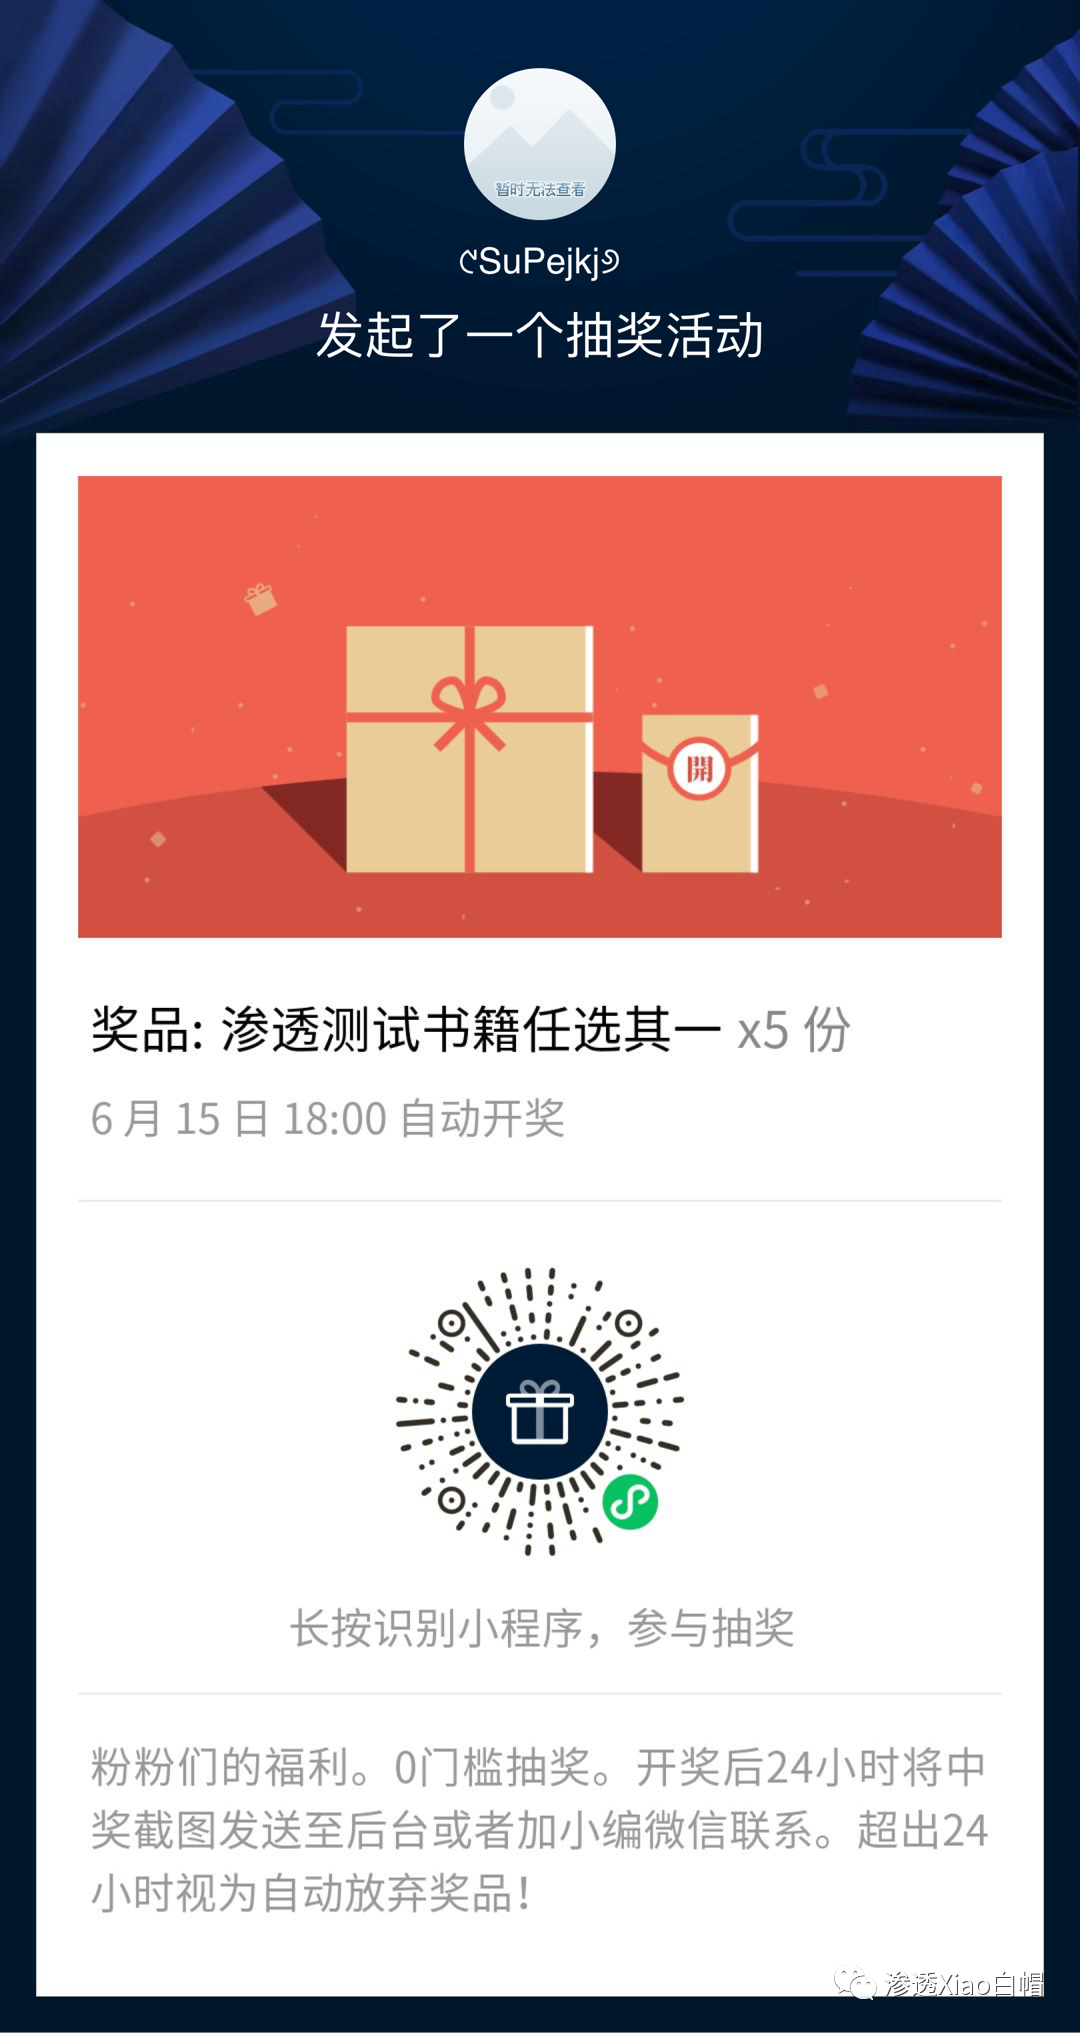 暂时无法查看
SuPejkj
发起了一个抽奖活动
開
奖品: 渗透测试书籍任选其一 x5 份
6 月 15 日 18:00 自动开奖
长按识别小程序，参与抽奖
粉粉们的福利。0门槛抽奖。开奖后24小时将中
奖截图发送至后台或者加小编微信联系。超出24
小时视为自动放弃奖品！
渗透Xiao白帽